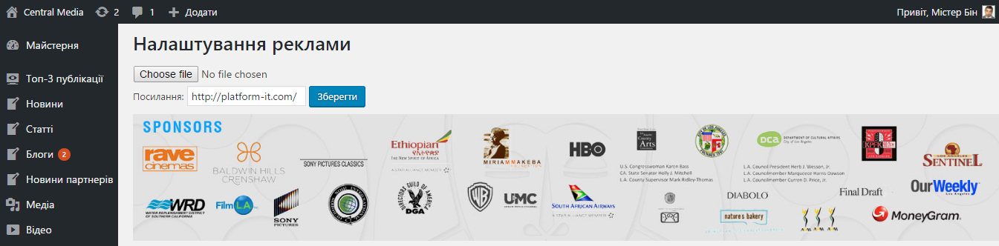 Central Media 2 1 Додати Привіт, Містер Бін
Майстерня
Топ-3 публікації
Новини
Статті
Блоги 2
Новини партнерів
Медіа
Відео
Налаштування реклами
Choose file No file chosen
Посилання: http://platform-it.com/ Зберегти
SPONSORS
rave
cinemas
BALDWIN HILLS
CRENSHAW
SONY PICTURES CLASSICS
Ethiopian
THE NEW SPIRIT OF AFRICA
A STAR ALLIANCE MEMBER
MIRIAM MAKEBA
HBO
County
Arts
U.S. Congresswoman Karen Bass
CA. State Senator Holly J. Mitchell
L.A. County Supervisor Mark Ridley-Thomas
DCA DEPARTMENT OF CULTURAL AFFAIRS
City of Los Angeles
L.A. Council President Herb J. Wesson, Jr.
L.A. Councilmember Marqueece Harris Dawson
L.A. Councilmember Curren D. Price, Jr.
KPFK
LOS ANGELES
SENTINEL
WRD
WATER REPLENISHMENT DISTRICT
OF SOUTHERN CALIFORNIA
FilmLA
SONY
PICTURES
DIRECTORS GUILD OF AMERICA
DGA
WB
UMC
SOUTH AFRICAN AIRWAYS
A STAR ALLIANCE MEMBER
DIABOLO
nature's bakery
Final Draft
OurWeekly
Los Angeles
MoneyGram.